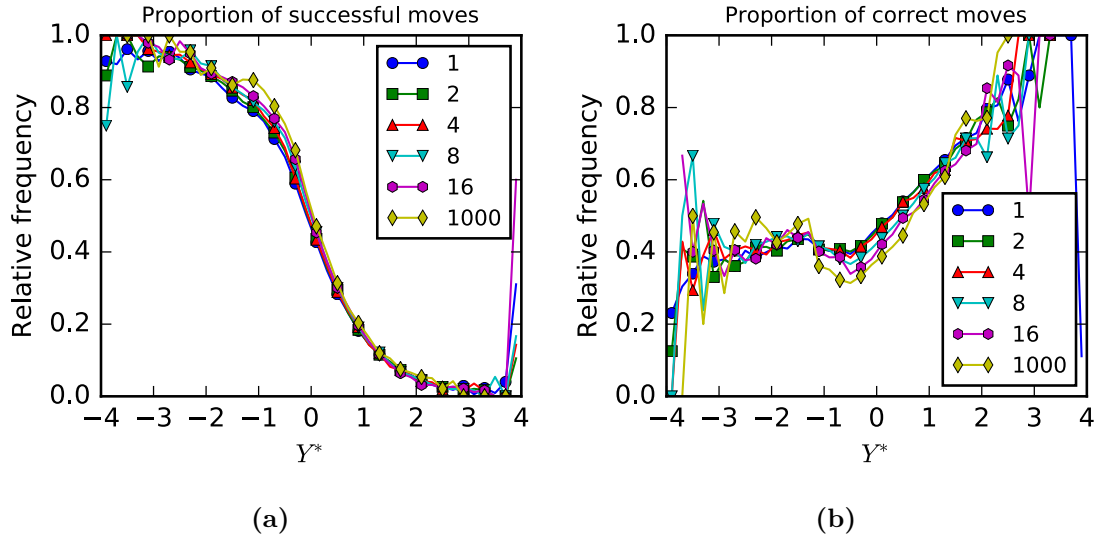 Proportion of successful moves
Relative frequency
1.0
0.8
0.6
0.4
0.2
0.0
−4 −3 −2 −1 0 1 2 3 4
Y*
1
2
4
8
16
1000
(a)
Proportion of correct moves
Relative frequency
1.0
0.8
0.6
0.4
0.2
0.0
−4 −3 −2 −1 0 1 2 3 4
Y*
1
2
4
8
16
1000
(b)